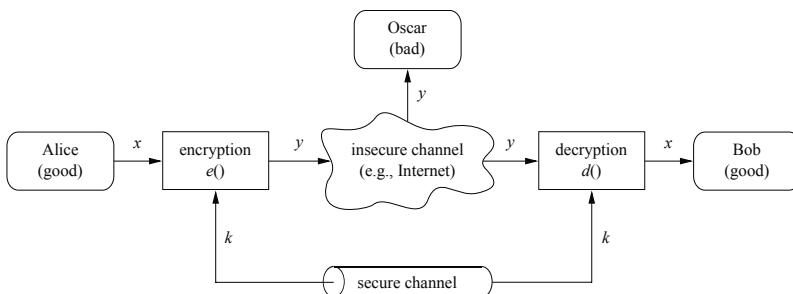 Oscar
(bad)
y
Alice
(good)
x
encryption
e()
y
insecure channel
(e.g., Internet)
y
decryption
d()
x
Bob
(good)
k
k
secure channel